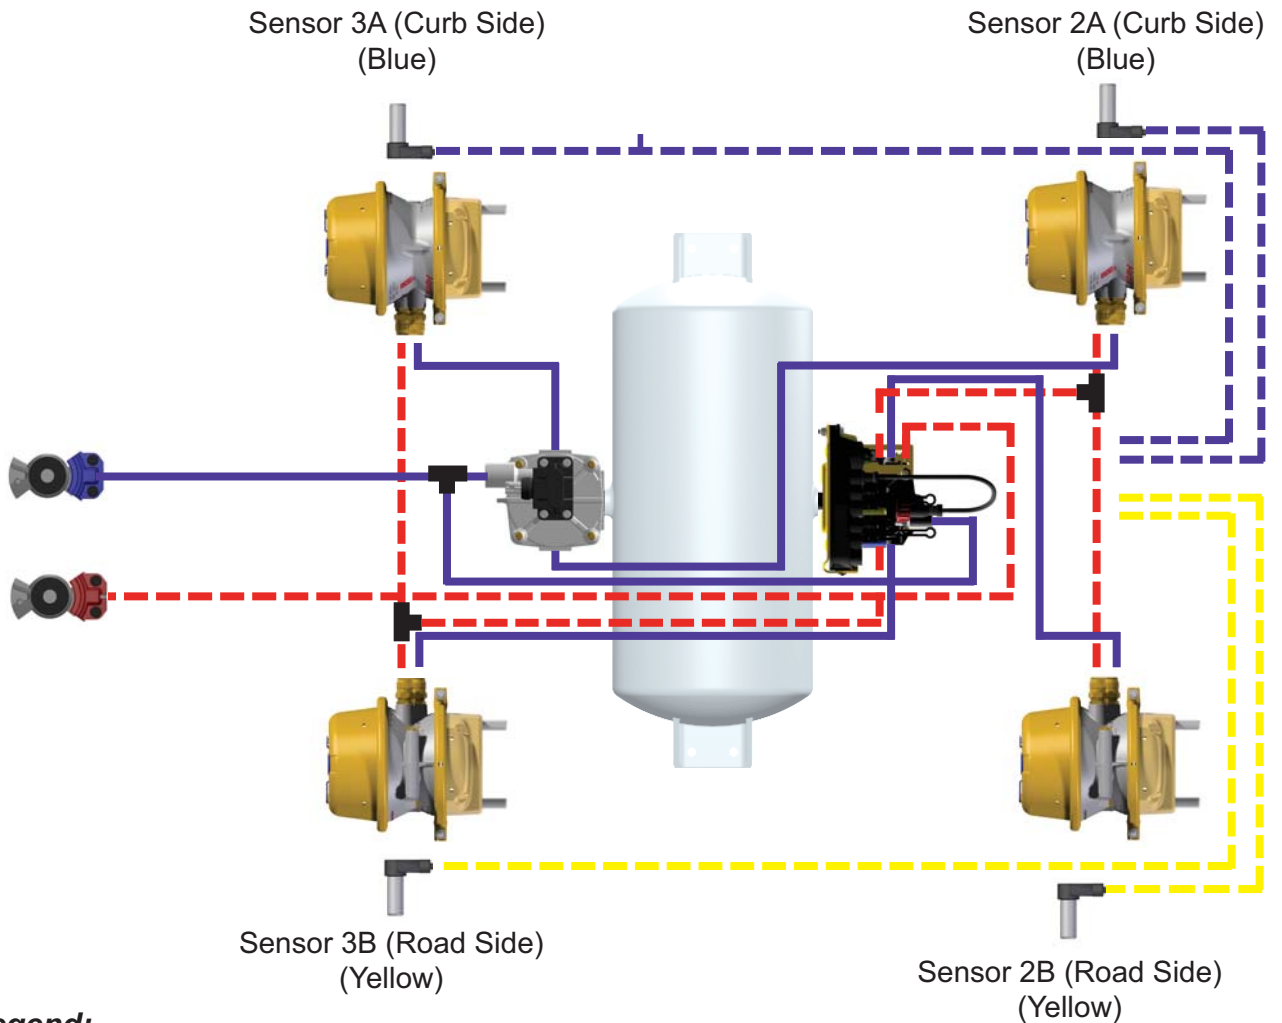 Sensor 3A (Curb Side)
(Blue)
Sensor 2A (Curb Side)
(Blue)
Sensor 3B (Road Side)
(Yellow)
Sensor 2B (Road Side)
(Yellow)